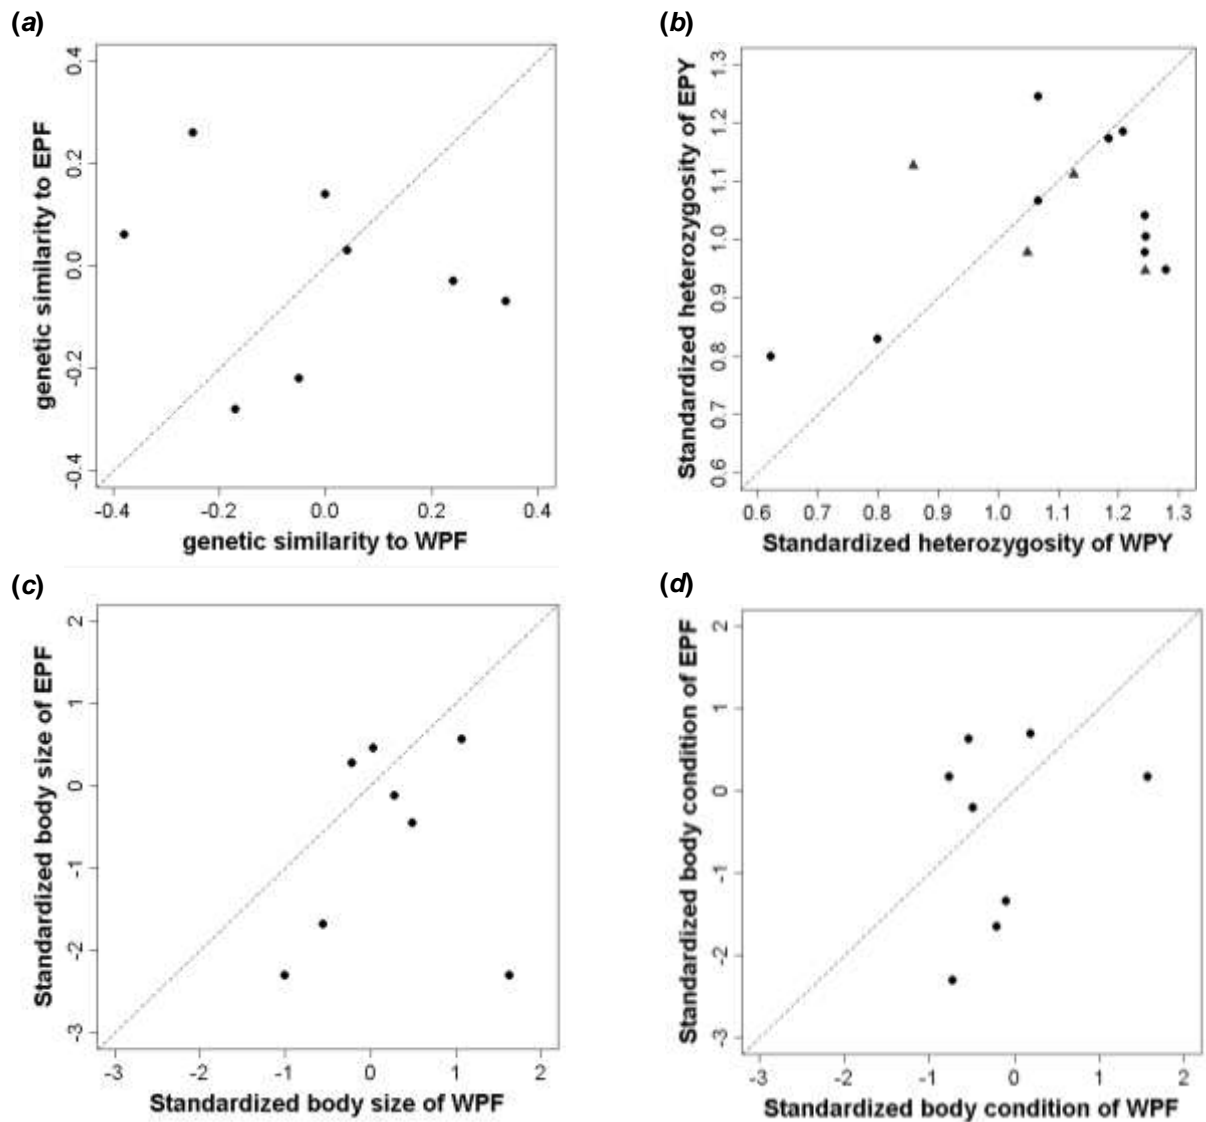 (a)
genetic similarity to EPF
0.4
0.2
0.0
-0.2
-0.4
-0.4 -0.2 0.0 0.2 0.4
genetic similarity to WPF
(b)
Standardized heterozygosity of EPY
1.3
1.2
1.1
1.0
0.9
0.8
0.7
0.6
0.6 0.7 0.8 0.9 1.0 1.1 1.2 1.3
Standardized heterozygosity of WPY
(c)
Standardized body size of EPF
2
1
0
-1
-2
-3
-3 -2 -1 0 1 2
Standardized body size of WPF
(d)
Standardized body condition of EPF
2
1
0
-1
-2
-3
-3 -2 -1 0 1 2
Standardized body condition of WPF